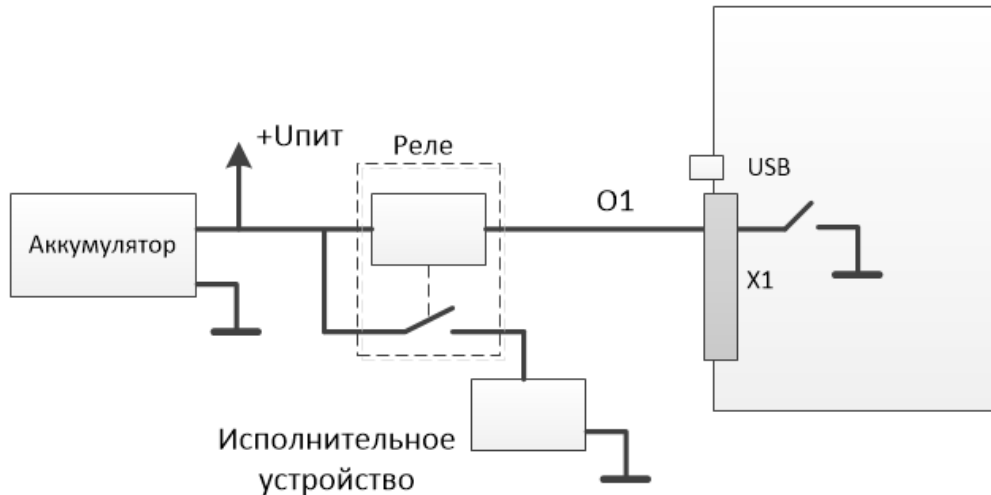 +Uпит
Реле
USB
O1
Аккумулятор
X1
Исполнительное
устройство